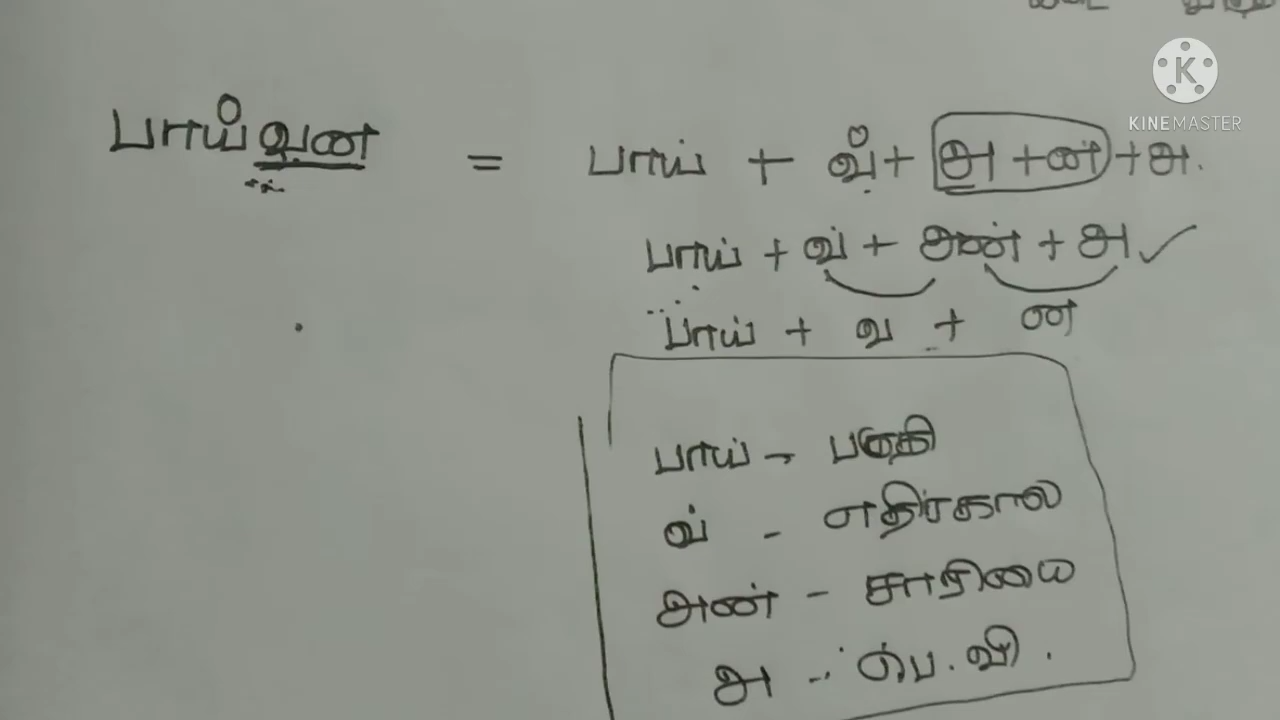 KINEMASTER
பாய்வன = பாய் + வ் + அ + ன் + அ.
பாய் + வ் + அன் + அ ✓
பாய் + வ + ன
பாய் - பகுதி
வ் - எதிர்கால
அன் - சாரியை
அ - பெ.வி.